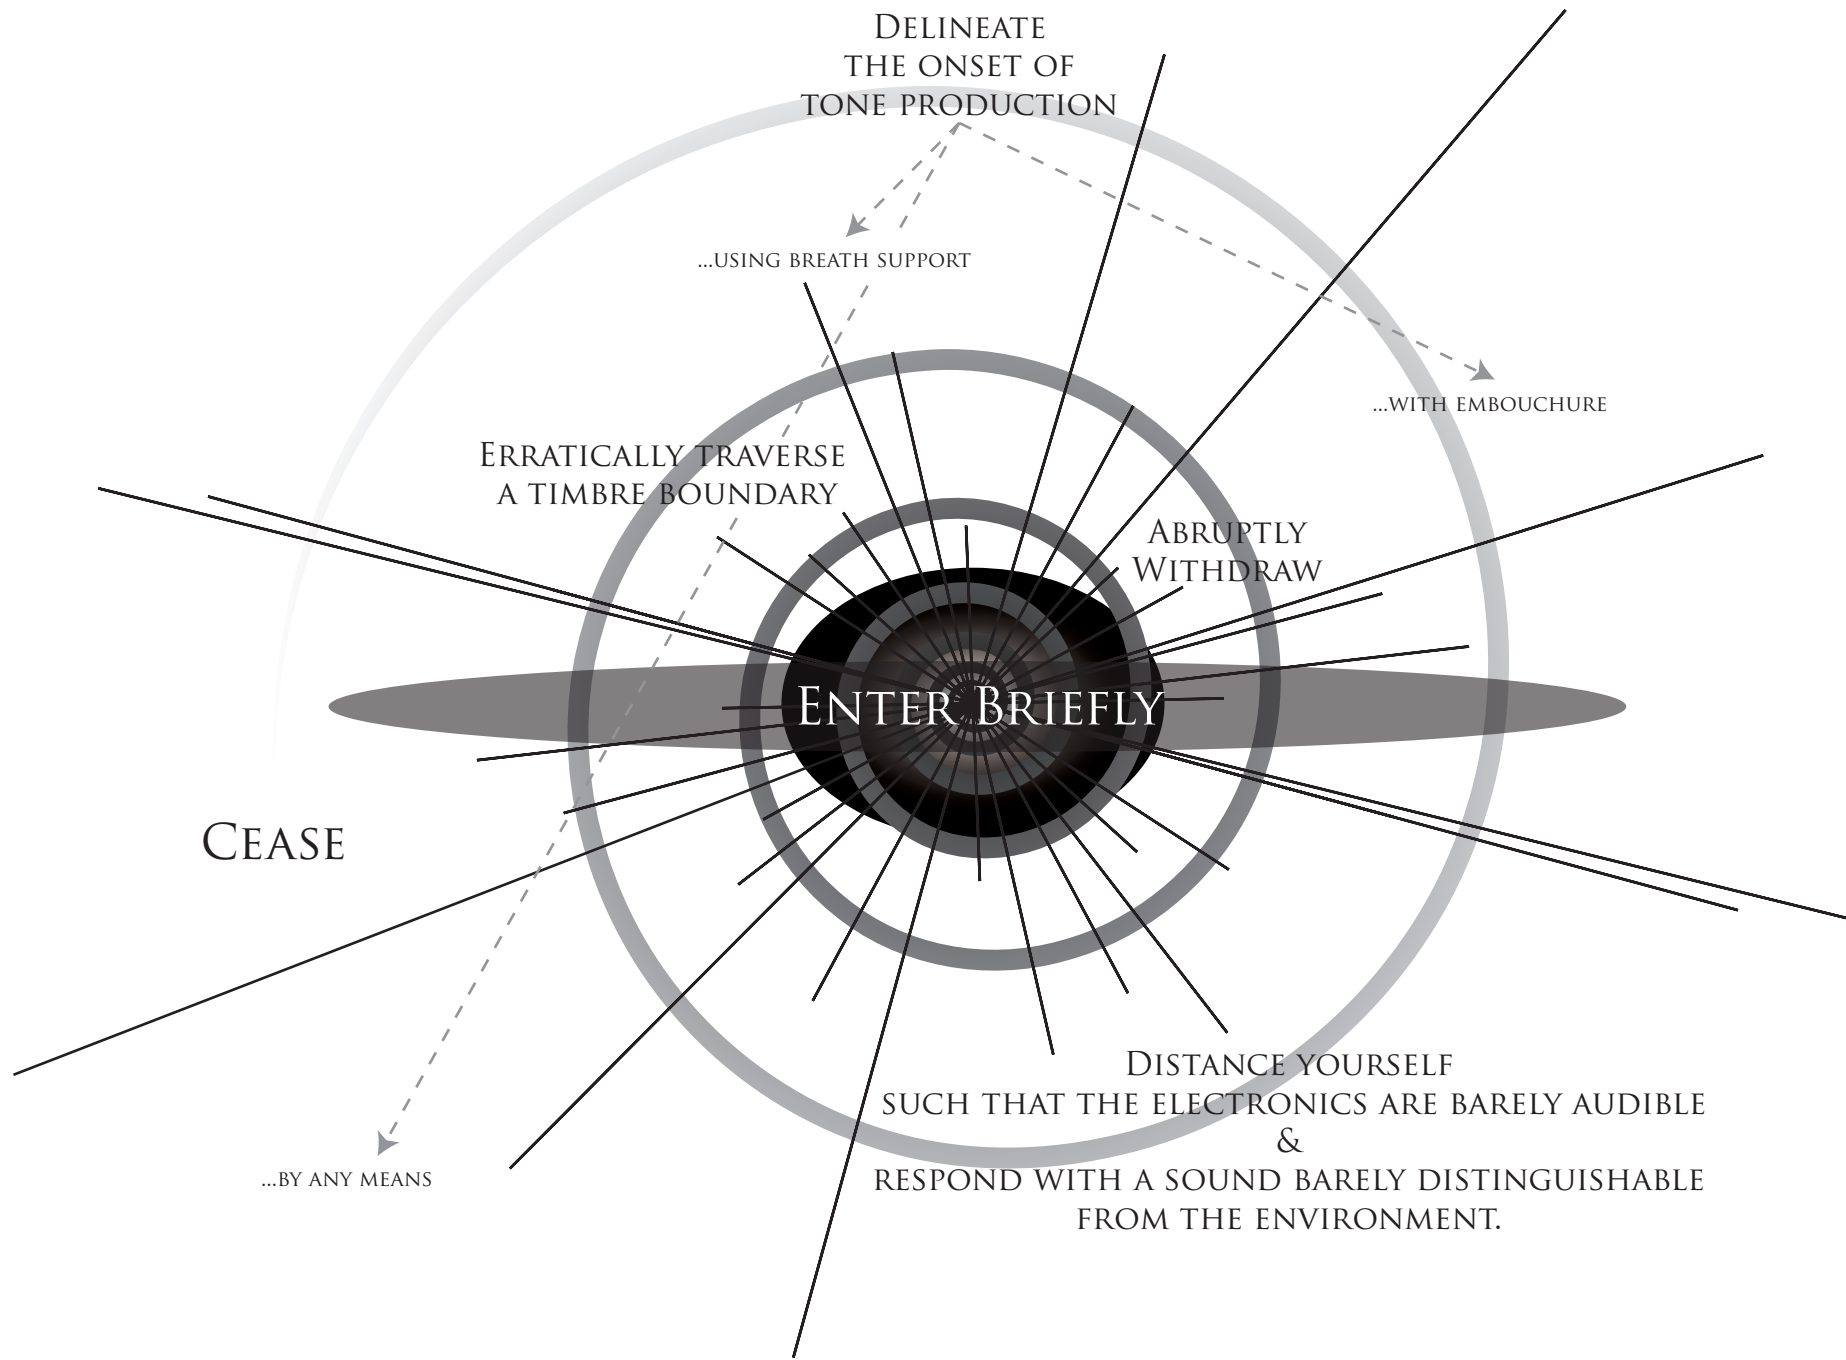 Delineate
the onset of
tone production
...using breath support
...with embouchure
Erratically traverse
a timbre boundary
Abruptly
Withdraw
Enter Briefly
Cease
Distance yourself
such that the electronics are barely audible
&
respond with a sound barely distinguishable
from the environment.
...by any means